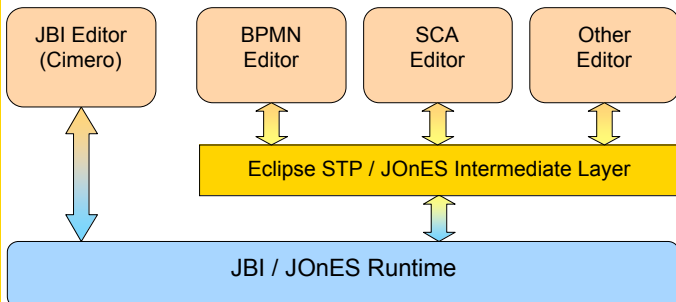 JBI Editor
(Cimero)
BPMN
Editor
SCA
Editor
Other
Editor
Eclipse STP / JOnES Intermediate Layer
JBI / JOnES Runtime